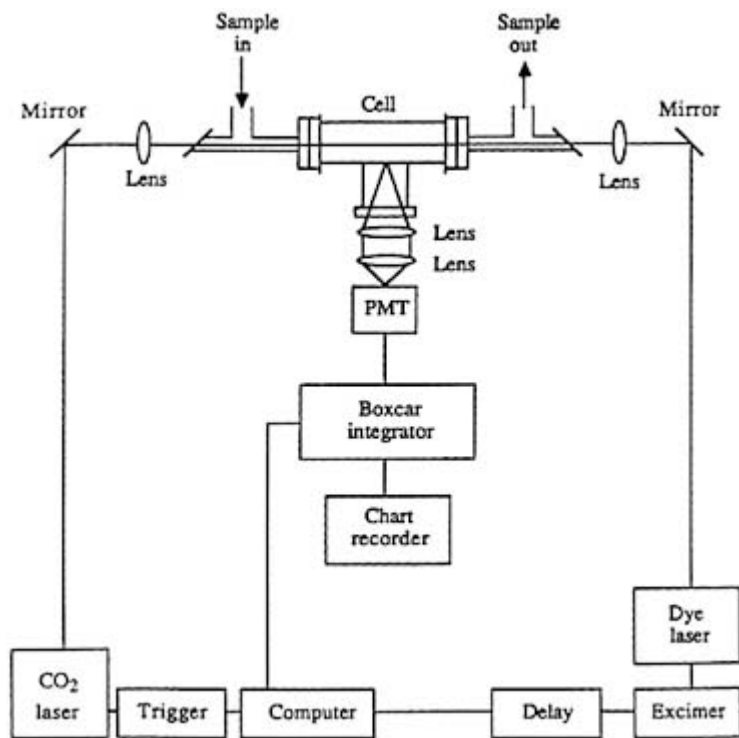 Sample
in
Sample
out
Cell
Mirror
Mirror
Lens
Lens
Lens
Lens
PMT
Boxcar
integrator
Chart
recorder
Dye
laser
CO2
laser
Trigger
Computer
Delay
Excimer